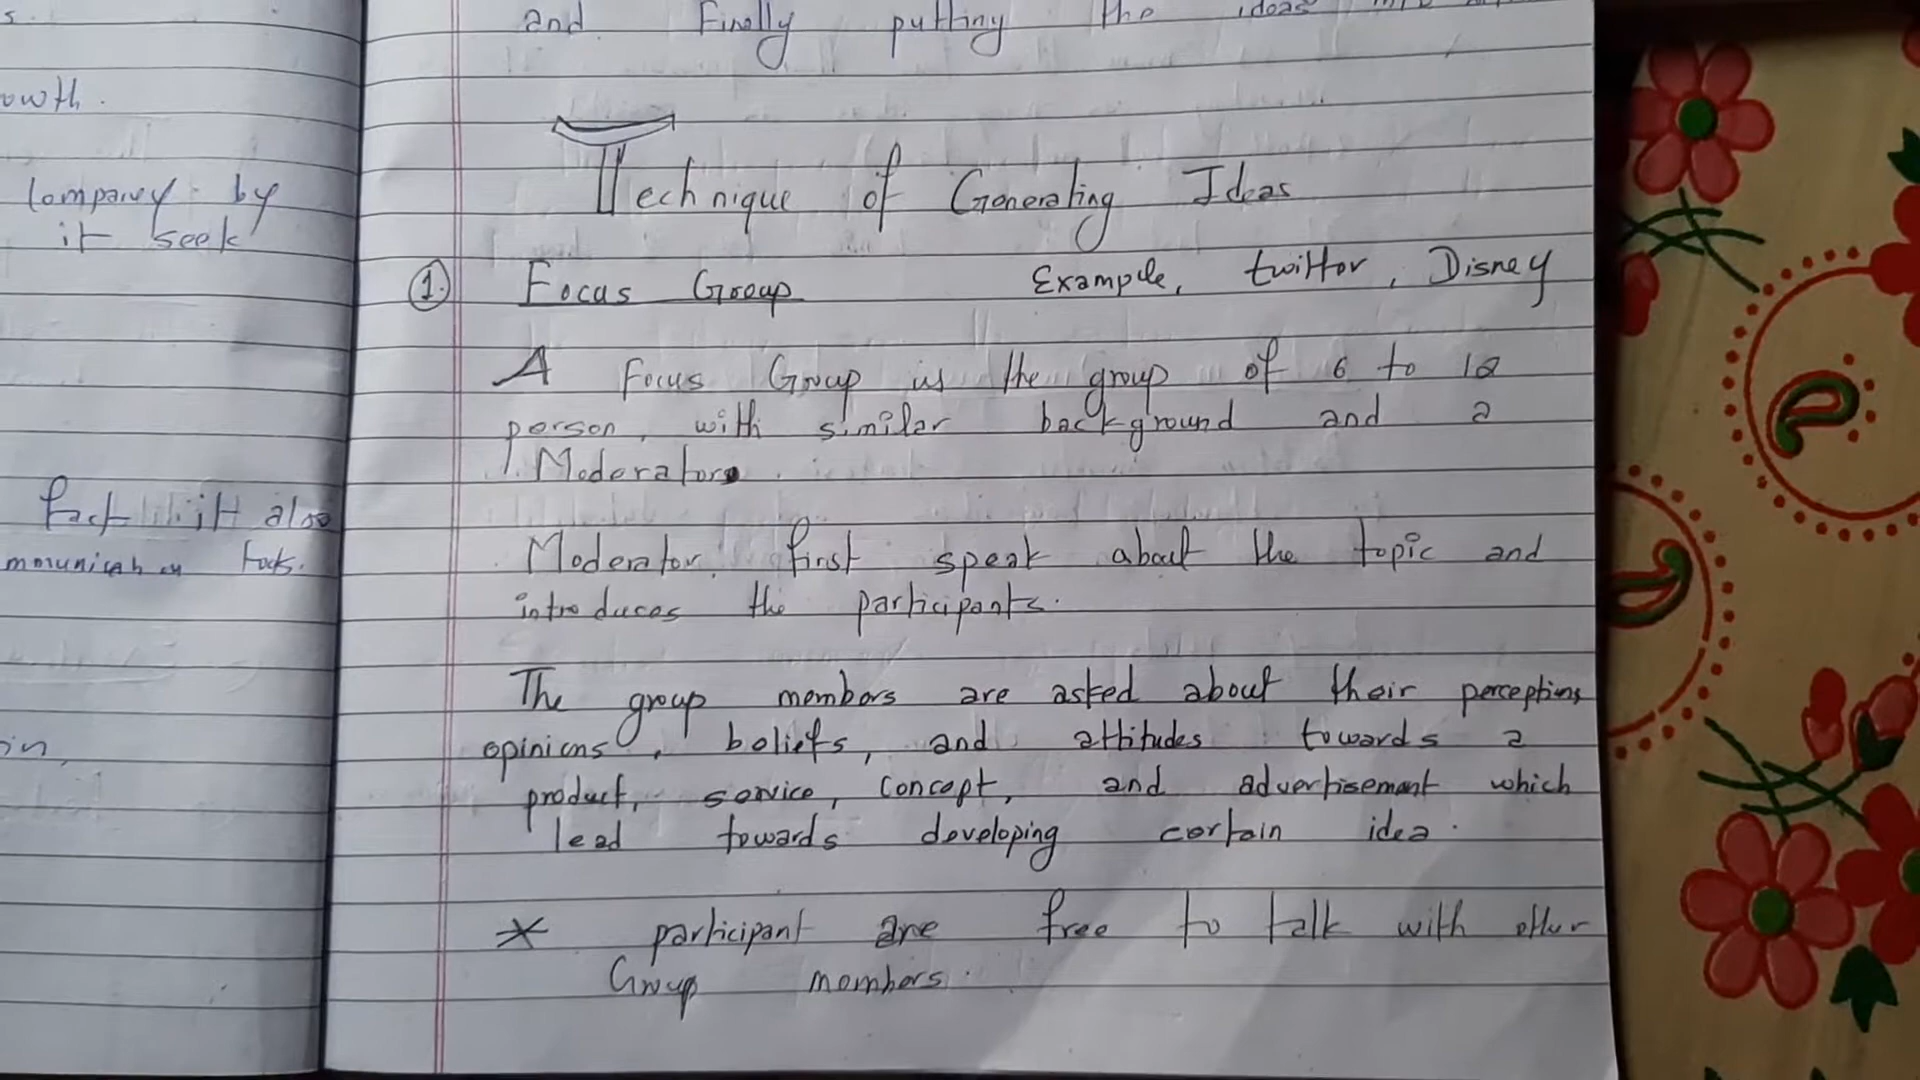 s
owth.
Company by
it seek
Fact it also
in,
and Finally putting the ideas
Technique of Generating Ideas
1. Focus Group Example, twitter, Disney
A Focus Group is the group of 6 to 12
person, with similar background and a
Moderator.
Moderator first speak about the topic and
introduces the participants.
The group members are asked about their perceptions
opinions, beliefs, and attitudes towards a
product, service, concept, and advertisement which
lead towards developing certain idea.
* participant are free to talk with other
Group members.